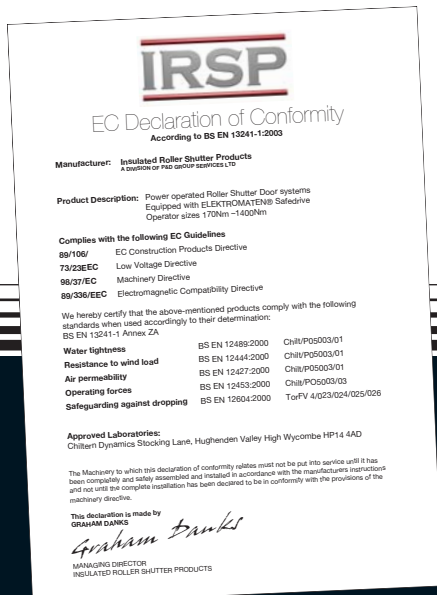 IRSP
EC Declaration of Conformity
According to BS EN 13241-1:2003
Manufacturer: Insulated Roller Shutter Products
A DIVISION OF P&D GROUP SERVICES LTD
Product Description: Power operated Roller Shutter Door systems
Equipped with ELEKTROMATEN® Safedrive
Operator sizes 170Nm –1400Nm
Complies with the following EC Guidelines
89/106/ EC Construction Products Directive
73/23EEC Low Voltage Directive
98/37/EC Machinery Directive
89/336/EEC Electromagnetic Compatibility Directive
We hereby certify that the above-mentioned products comply with the following
standards when used accordingly to their determination:
BS EN 13241-1 Annex ZA
Water tightness BS EN 12489:2000 Chilt/P05003/01
Resistance to wind load BS EN 12444:2000 Chilt/P05003/01
Air permeability BS EN 12427:2000 Chilt/P05003/01
Operating forces BS EN 12453:2000 Chilt/PO5003/03
Safeguarding against dropping BS EN 12604:2000 TorFV 4/023/024/025/026
Approved Laboratories:
Chiltern Dynamics Stocking Lane, Hughenden Valley High Wycombe HP14 4AD
The Machinery to which this declaration of conformity relates must not be put into service until it has
been completely and safely assembled and installed in accordance with the manufacturers instructions
and not until the complete installation has been declared to be in conformity with the provisions of the
machinery directive.
This declaration is made by
GRAHAM DANKS
Graham Danks
MANAGING DIRECTOR
INSULATED ROLLER SHUTTER PRODUCTS